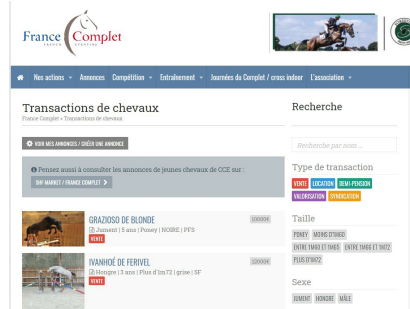 France Complet
FRENCH EVENTING
Nos actions
Annonces
Compétition
Entraînement
Journées du Complet / cross indoor
L'association
Transactions de chevaux
France Complet » Transactions de chevaux
VOIR MES ANNONCES / CRÉER UNE ANNONCE
Pensez aussi à consulter les annonces de jeunes chevaux de CCE sur :
SHF MARKET / FRANCE COMPLET
GRAZIOSO DE BLONDE
10000€
Jument | 5 ans | Poney | NOIRE | PFS
VENTE
IVANHOÉ DE FERIVEL
Hongre | 3 ans | Plus d'1m72 | grise | SF
VENTE
Recherche
Recherche par nom ...
Type de transaction
VENTE LOCATION DEMI-PENSION
VALORISATION SYNDICATION
Taille
PONEY MOINS D'1M60
ENTRE 1M60 ET 1M65 ENTRE 1M66 ET 1M72
PLUS D'1M72
Sexe
JUMENT HONGRE MÂLE